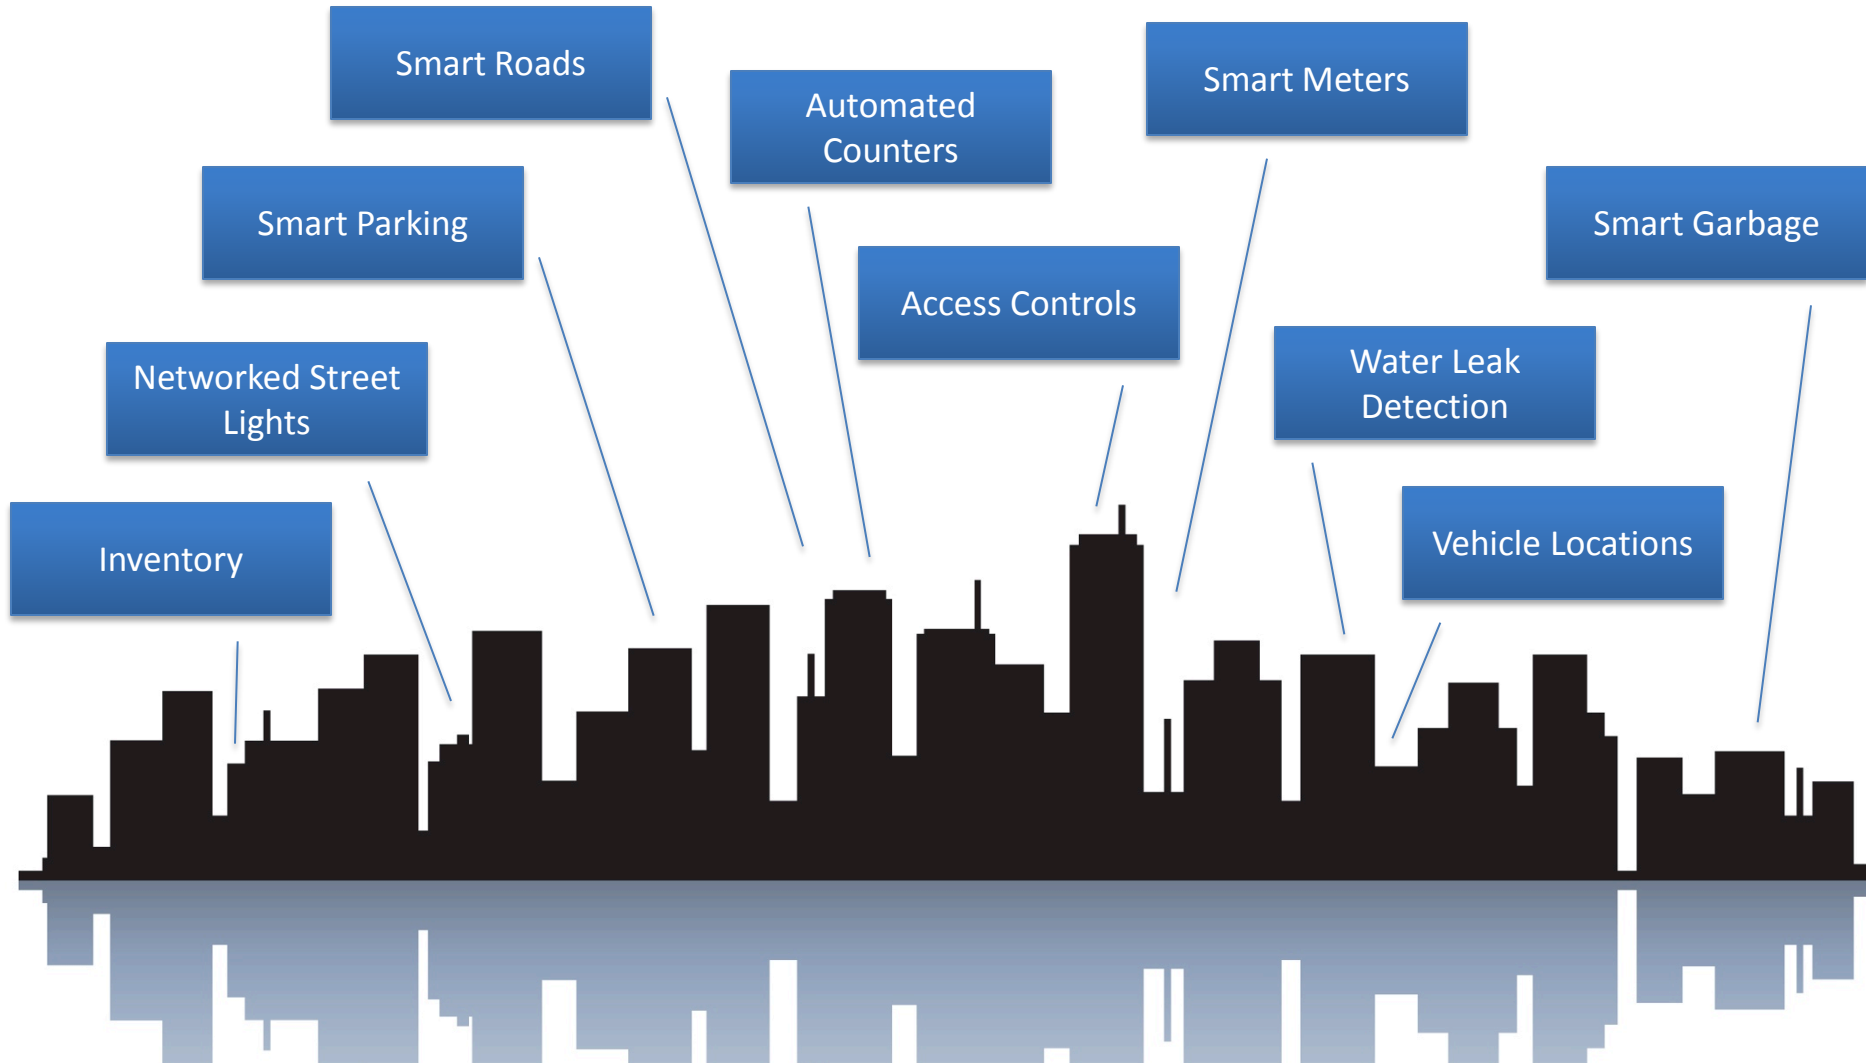 Smart Roads
Smart Meters
Automated
Counters
Smart Parking
Smart Garbage
Access Controls
Networked Street
Lights
Water Leak
Detection
Inventory
Vehicle Locations